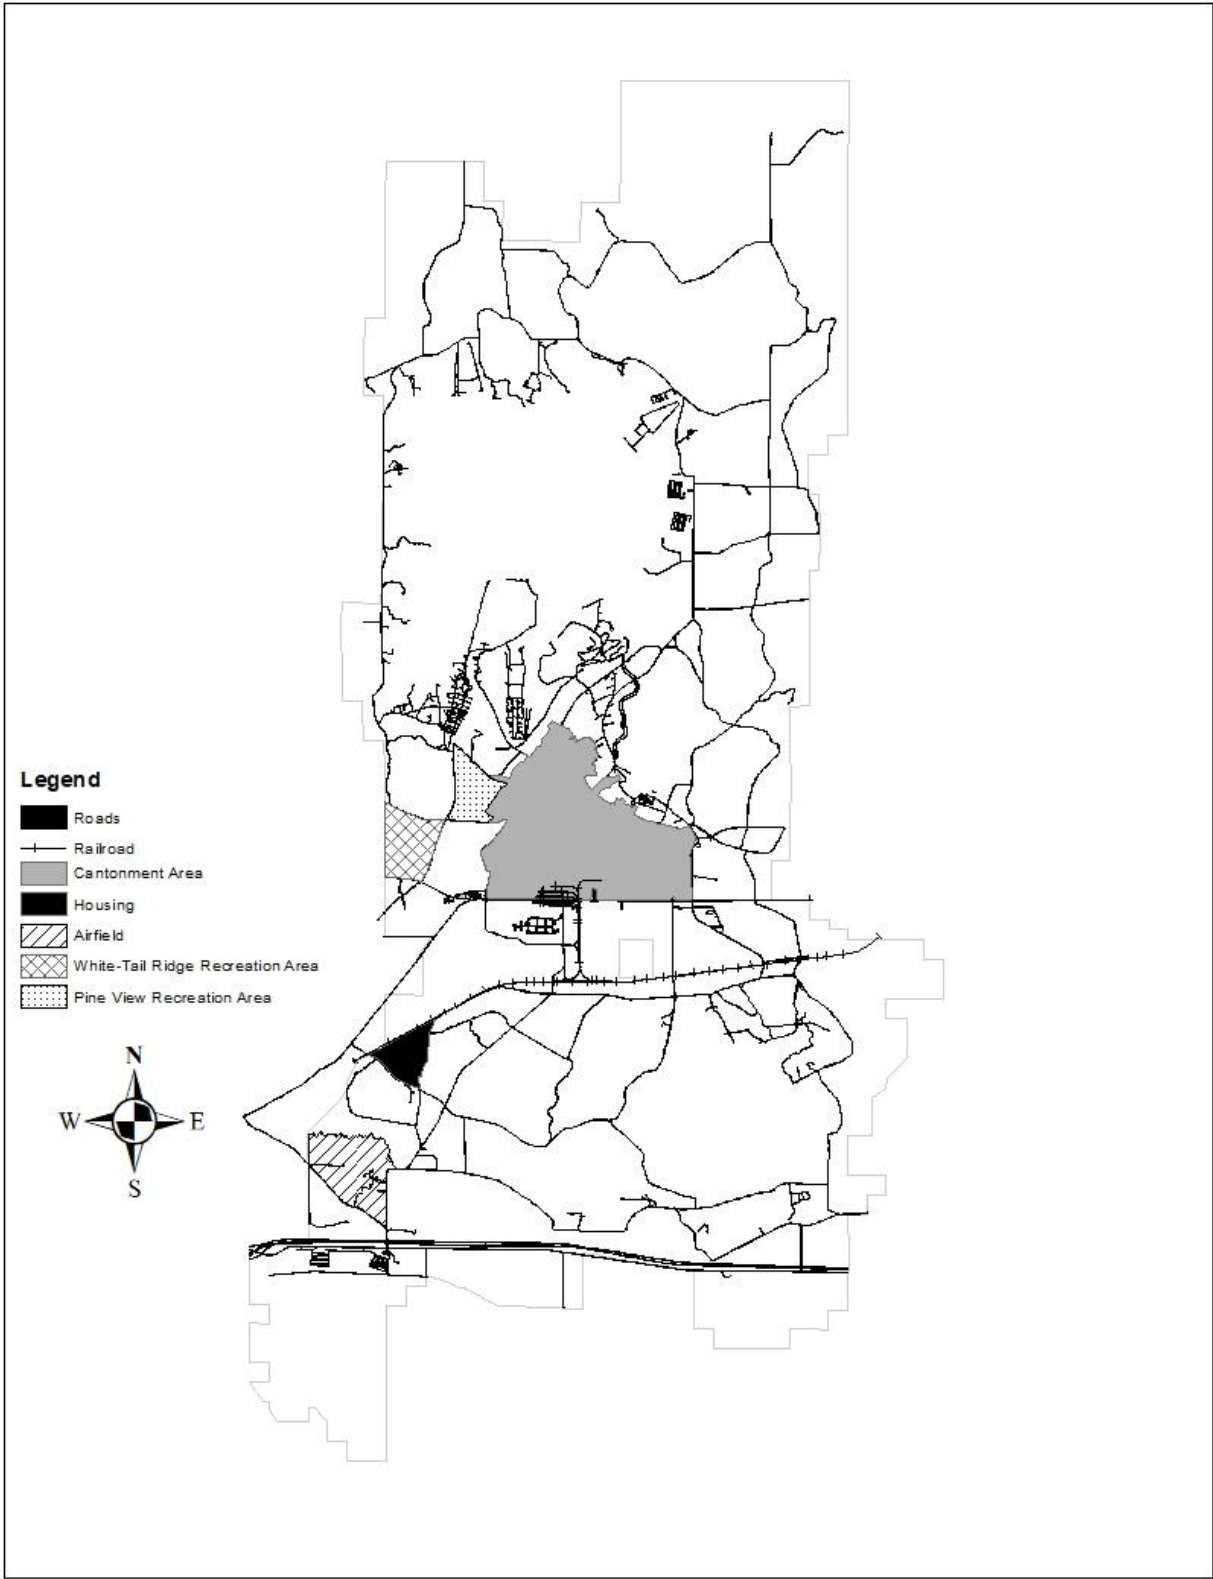 Legend
Roads
Railroad
Cantonment Area
Housing
Airfield
White-Tail Ridge Recreation Area
Pine View Recreation Area
N
W E
S